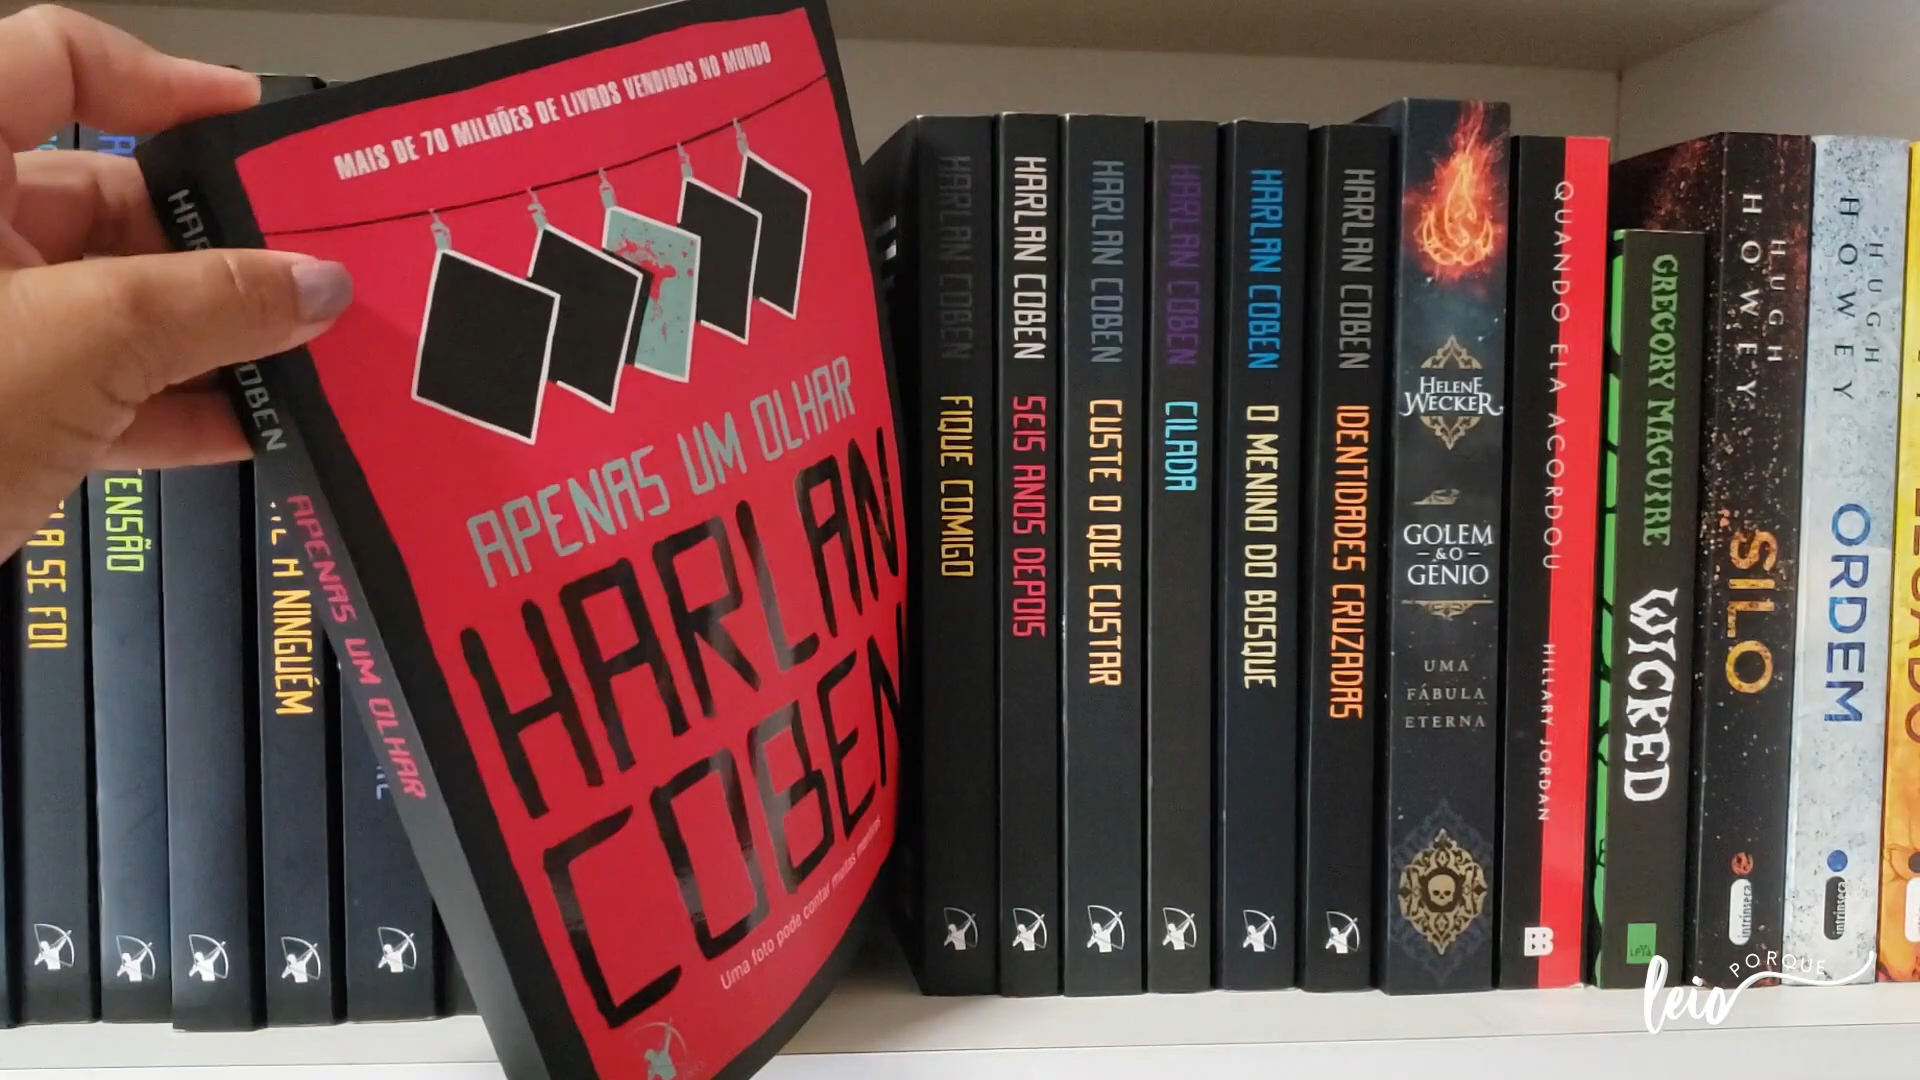 MAIS DE 70 MILHÕES DE LIVROS VENDIDOS NO MUNDO
APENAS UM OLHAR
HARLAN
COBEN
Uma foto pode contar muitas mentiras
OBEN
APENAS UM OLHAR
A SE FOI
TENSÃO
A NINGUÉM
HARLAN COBEN FIQUE COMIGO
HARLAN COBEN SEIS ANOS DEPOIS
HARLAN COBEN CUSTE O QUE CUSTAR
HARLAN COBEN CILADA
HARLAN COBEN O MENINO DO BOSQUE
HARLAN COBEN IDENTIDADES CRUZADAS
HELENE
WECKER
GOLEM
& O
GÊNIO
UMA
FÁBULA
ETERNA
QUANDO ELA ACORDOU HILLARY JORDAN
GREGORY MAGUIRE WICKED
LeYa
HUGH
HOWEY
SILO
intrínseca
HUGH
HOWEY
ORDEM
intrínseca
LEGADO
leio PORQUE